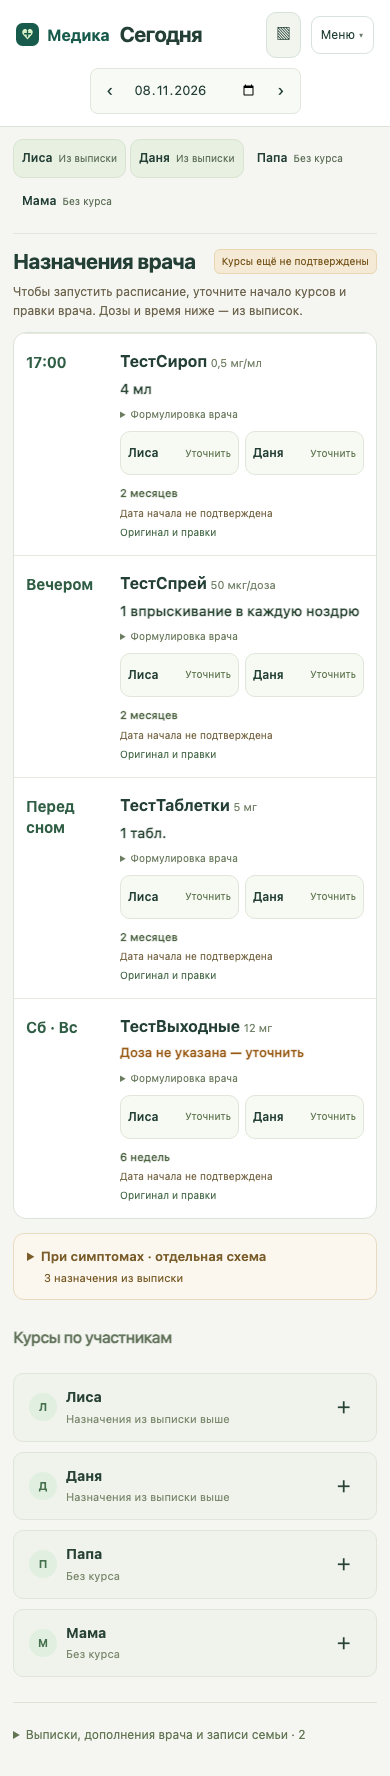 Медика Сегодня
Меню
‹ 08.11.2026 ›
Лиса Из выписки Даня Из выписки Папа Без курса
Мама Без курса
Назначения врача Курсы ещё не подтверждены
Чтобы запустить расписание, уточните начало курсов и
правки врача. Дозы и время ниже — из выписок.
17:00 ТестСироп 0,5 мг/мл
4 мл
Формулировка врача
Лиса Уточнить Даня Уточнить
2 месяцев
Дата начала не подтверждена
Оригинал и правки
Вечером ТестСпрей 50 мкг/доза
1 впрыскивание в каждую ноздрю
Формулировка врача
Лиса Уточнить Даня Уточнить
2 месяцев
Дата начала не подтверждена
Оригинал и правки
Перед ТестТаблетки 5 мг
сном 1 табл.
Формулировка врача
Лиса Уточнить Даня Уточнить
2 месяцев
Дата начала не подтверждена
Оригинал и правки
Сб · Вс ТестВыходные 12 мг
Доза не указана — уточнить
Формулировка врача
Лиса Уточнить Даня Уточнить
6 недель
Дата начала не подтверждена
Оригинал и правки
При симптомах · отдельная схема
3 назначения из выписки
Курсы по участникам
Л Лиса +
Назначения из выписки выше
Д Даня +
Назначения из выписки выше
П Папа +
Без курса
М Мама +
Без курса
Выписки, дополнения врача и записи семьи · 2